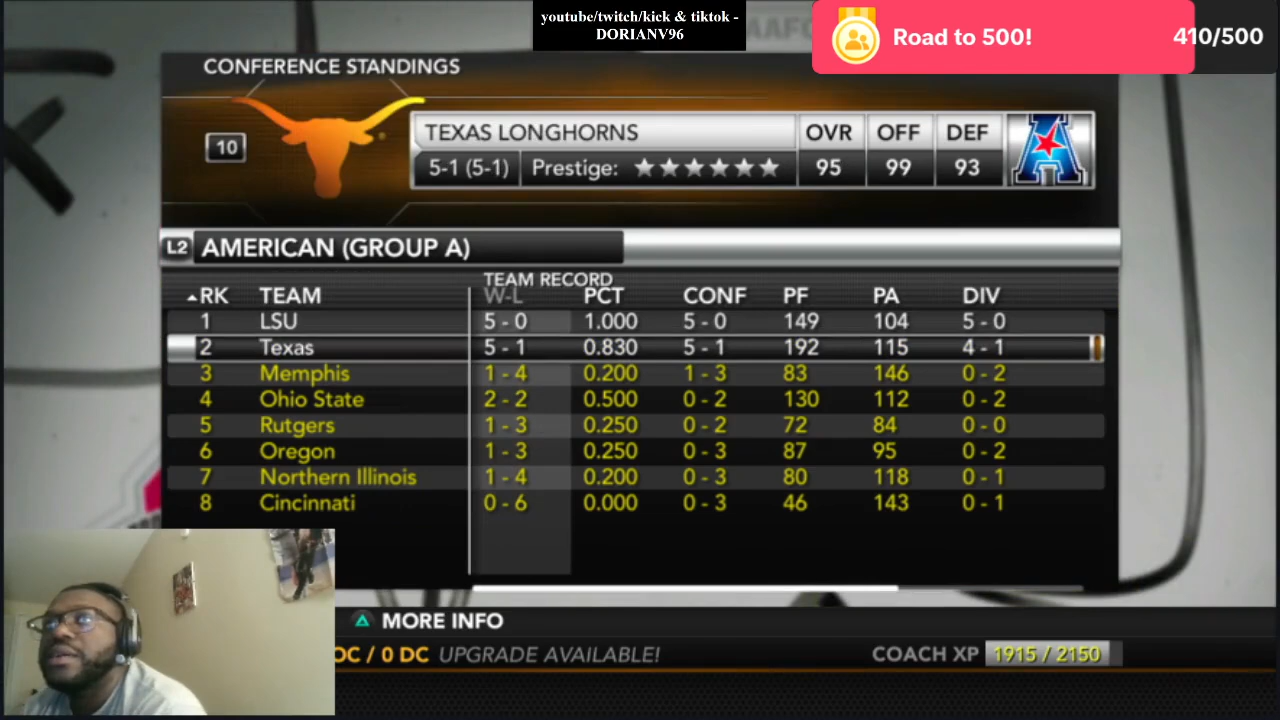 youtube/twitch/kick & tiktok -
DORIANV96
Road to 500! 410/500
CONFERENCE STANDINGS
10 TEXAS LONGHORNS OVR OFF DEF
5-1 (5-1) Prestige: 95 99 93
L2 AMERICAN (GROUP A)
TEAM RECORD
RK TEAM W-L PCT CONF PF PA DIV
1 LSU 5 - 0 1.000 5 - 0 149 104 5 - 0
2 Texas 5 - 1 0.830 5 - 1 192 115 4 - 1
3 Memphis 1 - 4 0.200 1 - 3 83 146 0 - 2
4 Ohio State 2 - 2 0.500 0 - 2 130 112 0 - 2
5 Rutgers 1 - 3 0.250 0 - 2 72 84 0 - 0
6 Oregon 1 - 3 0.250 0 - 3 87 95 0 - 2
7 Northern Illinois 1 - 4 0.200 0 - 3 80 118 0 - 1
8 Cincinnati 0 - 6 0.000 0 - 3 46 143 0 - 1
MORE INFO
OC / 0 DC UPGRADE AVAILABLE! COACH XP 1915 / 2150